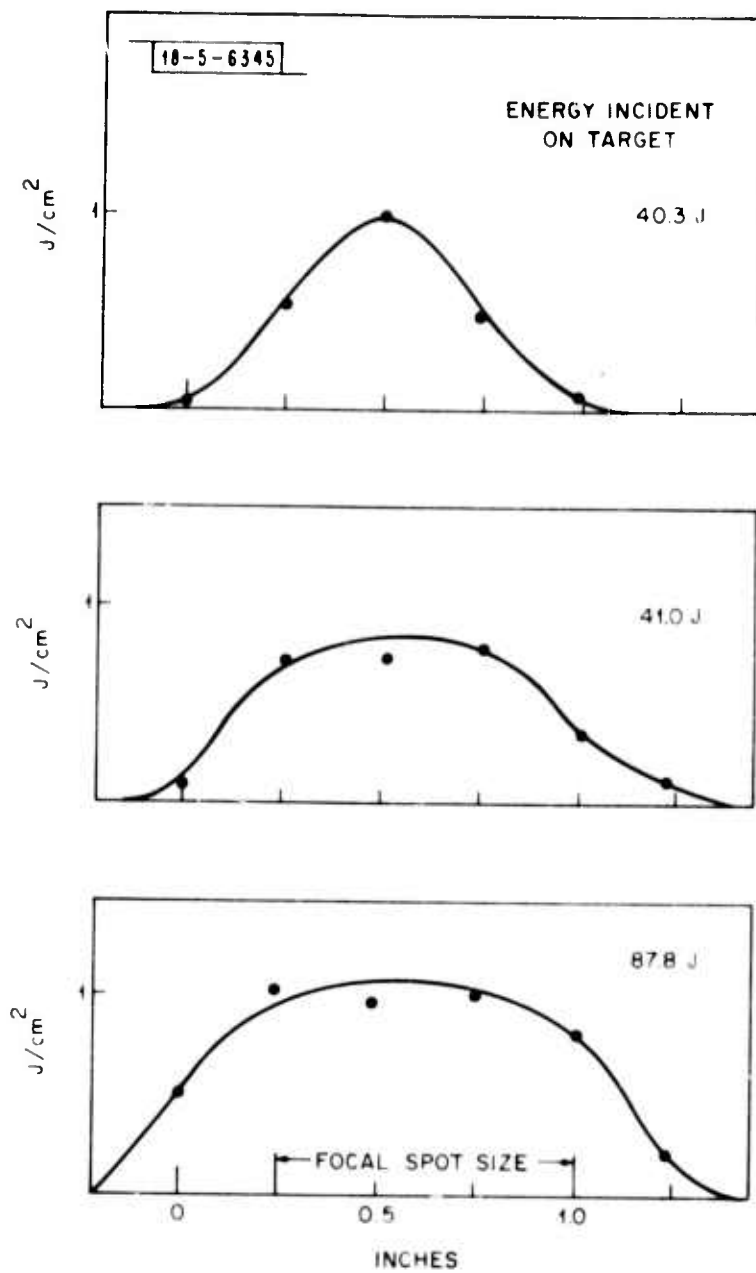 18-5-6345
ENERGY INCIDENT
ON TARGET
40.3 J
1
J/cm²
41.0 J
1
J/cm²
87.8 J
1
J/cm²
FOCAL SPOT SIZE
0 0.5 1.0
INCHES